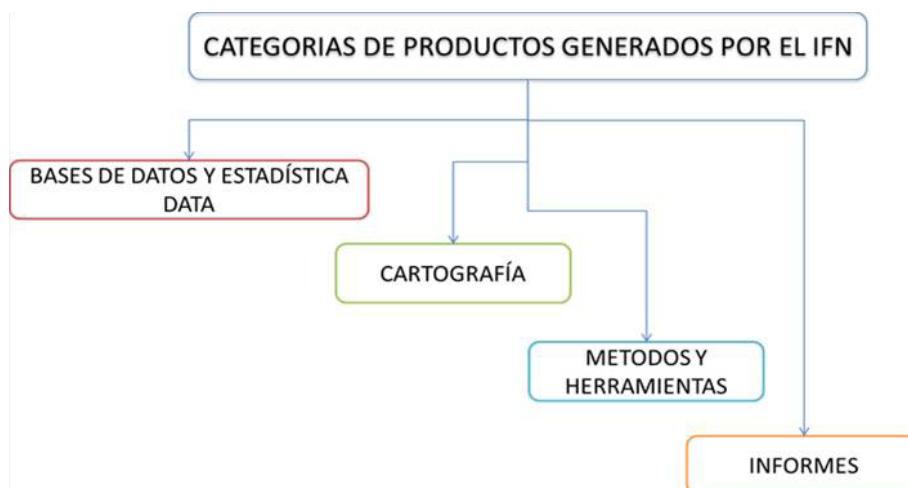 CATEGORIAS DE PRODUCTOS GENERADOS POR EL IFN
BASES DE DATOS Y ESTADÍSTICA
DATA
CARTOGRAFÍA
METODOS Y
HERRAMIENTAS
INFORMES